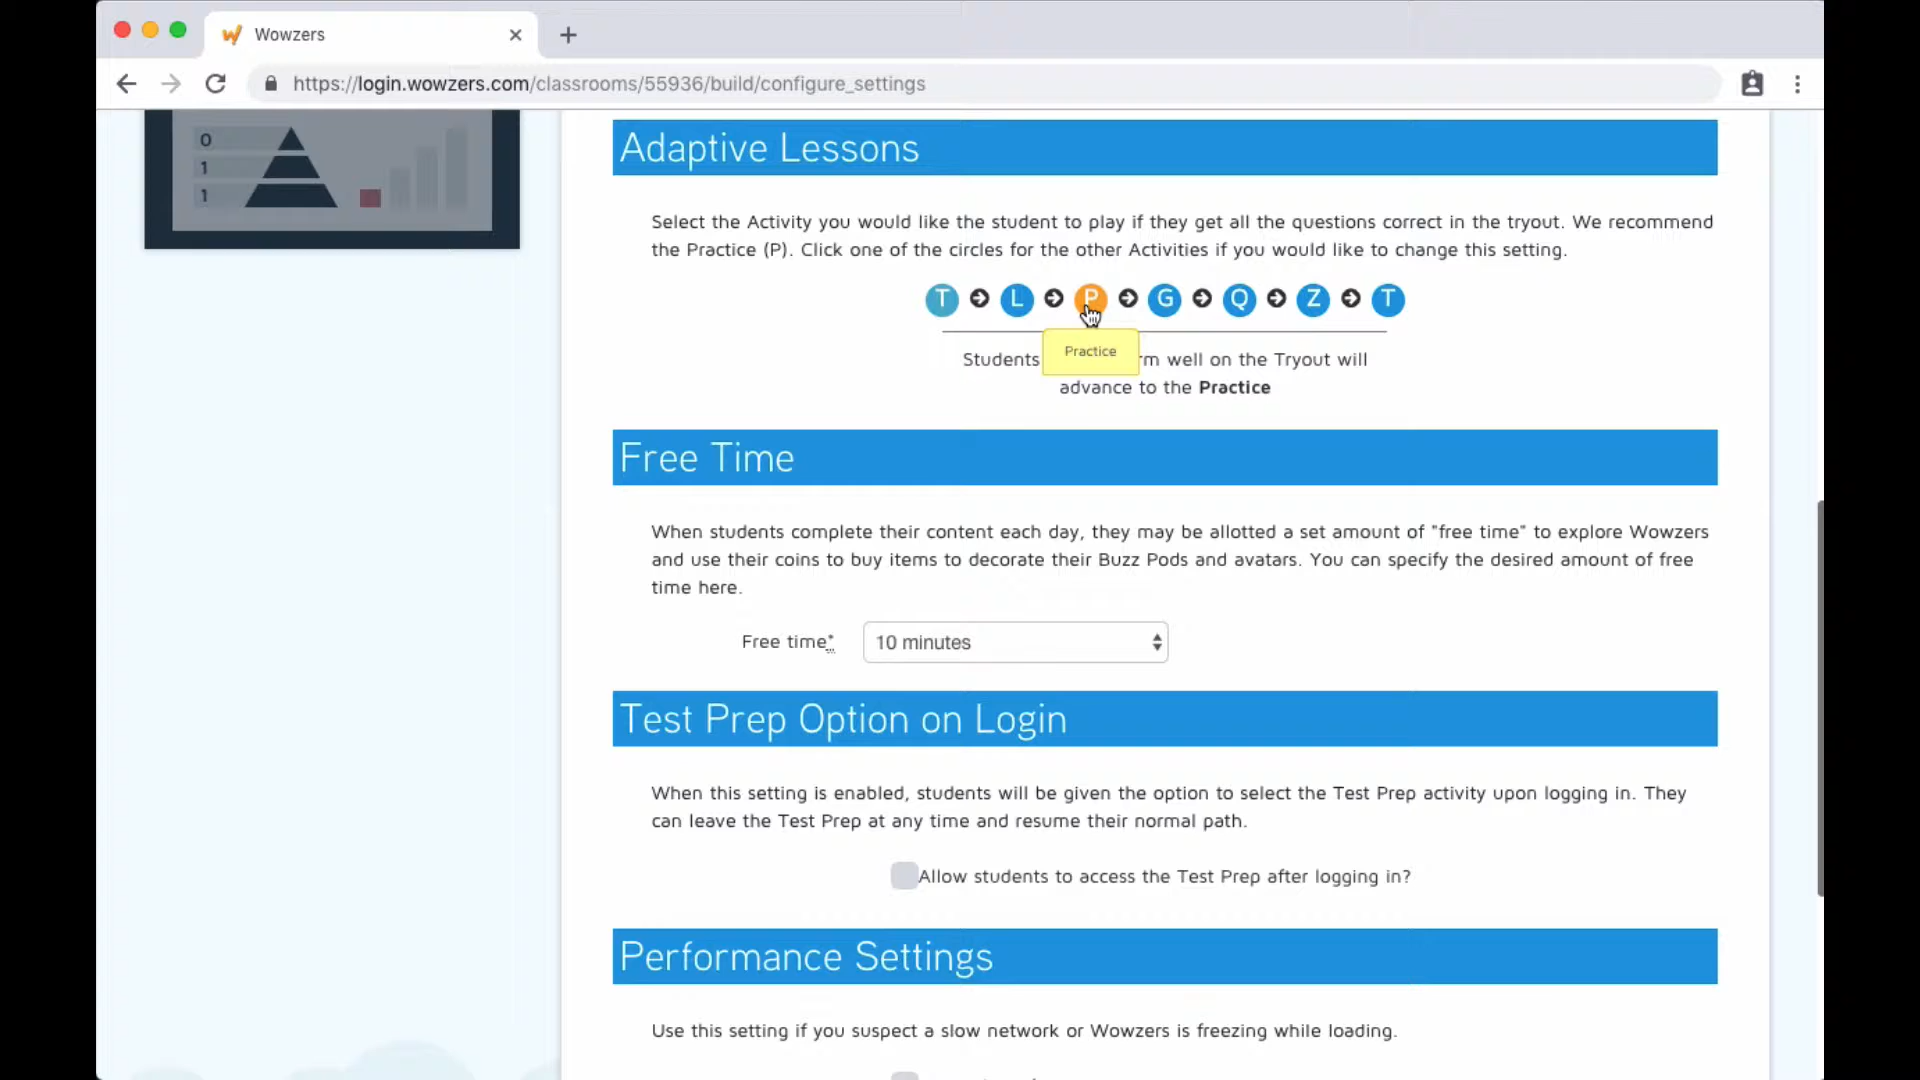 Wowzers
https://login.wowzers.com/classrooms/55936/build/configure_settings
0
1
1
Adaptive Lessons
Select the Activity you would like the student to play if they get all the questions correct in the tryout. We recommend
the Practice (P). Click one of the circles for the other Activities if you would like to change this setting.
T L P G Q Z T
Practice
Students rm well on the Tryout will
advance to the Practice
Free Time
When students complete their content each day, they may be allotted a set amount of "free time" to explore Wowzers
and use their coins to buy items to decorate their Buzz Pods and avatars. You can specify the desired amount of free
time here.
Free time* 10 minutes
Test Prep Option on Login
When this setting is enabled, students will be given the option to select the Test Prep activity upon logging in. They
can leave the Test Prep at any time and resume their normal path.
Allow students to access the Test Prep after logging in?
Performance Settings
Use this setting if you suspect a slow network or Wowzers is freezing while loading.